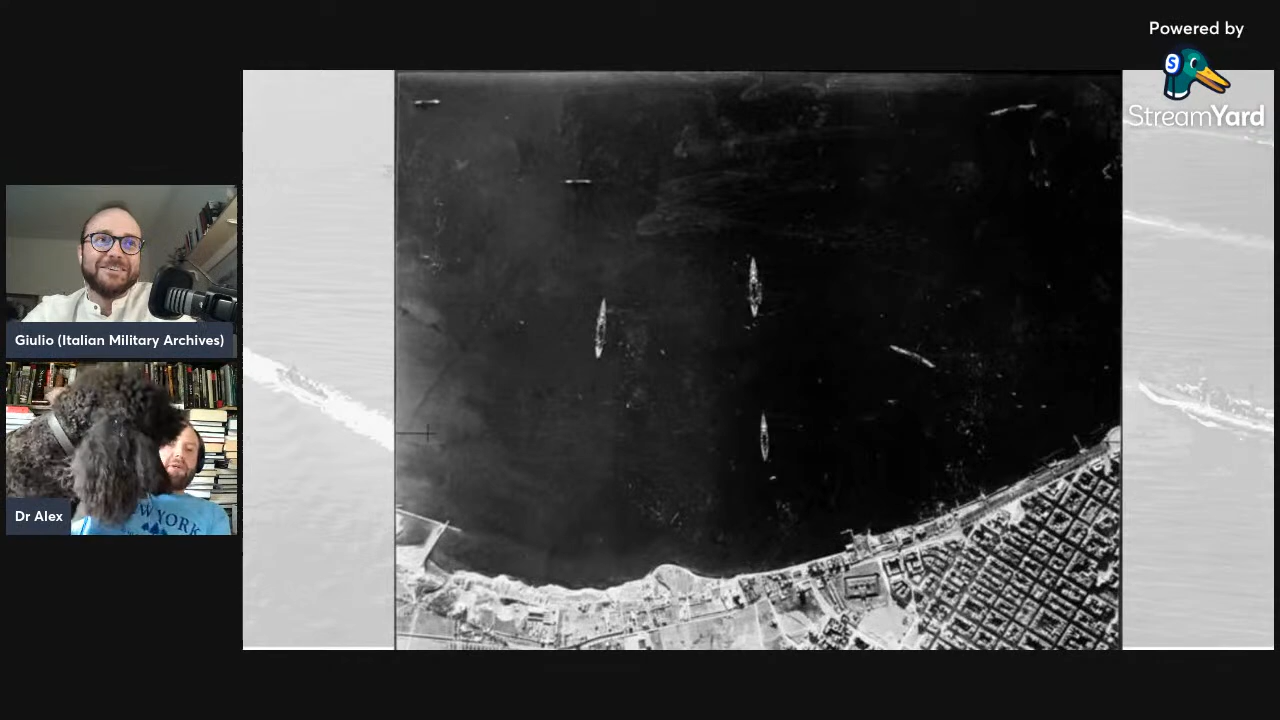 Powered by
S
StreamYard
Giulio (Italian Military Archives)
Dr Alex
NEW YORK